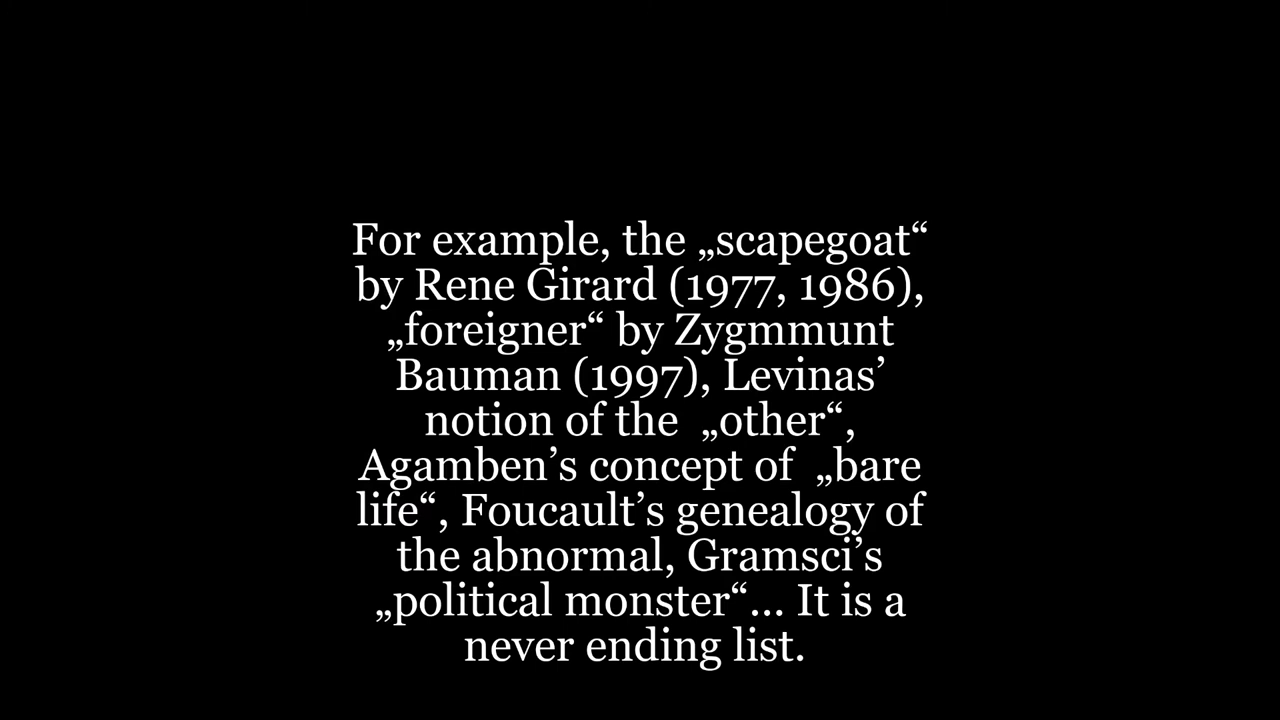 For example, the „scapegoat“
by Rene Girard (1977, 1986),
„foreigner“ by Zygmmunt
Bauman (1997), Levinas’
notion of the  „other“,
Agamben’s concept of  „bare
life“, Foucault’s genealogy of
the abnormal, Gramsci’s
„political monster“... It is a
never ending list.